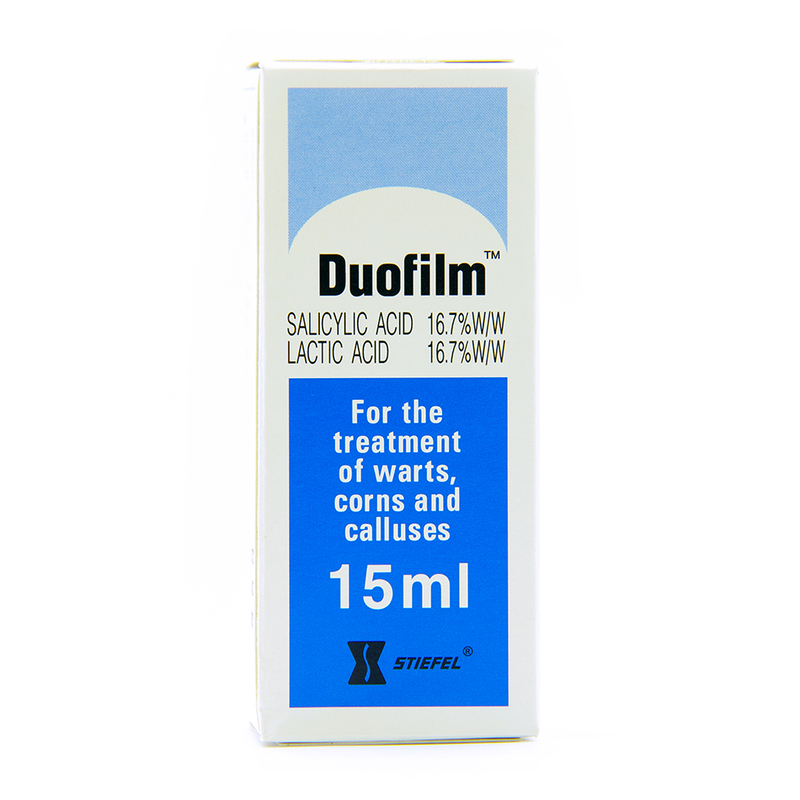 Duofilm™
SALICYLIC ACID 16.7%W/W
LACTIC ACID 16.7%W/W
For the
treatment
of warts,
corns and
calluses
15ml
STIEFEL®